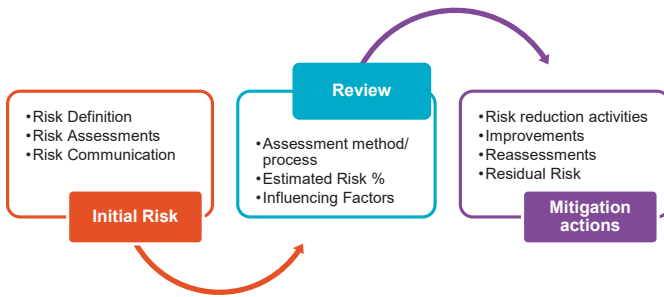 •Risk Definition
•Risk Assessments
•Risk Communication
Initial Risk
Review
•Assessment method/
process
•Estimated Risk %
•Influencing Factors
•Risk reduction activities
•Improvements
•Reassessments
•Residual Risk
Mitigation
actions